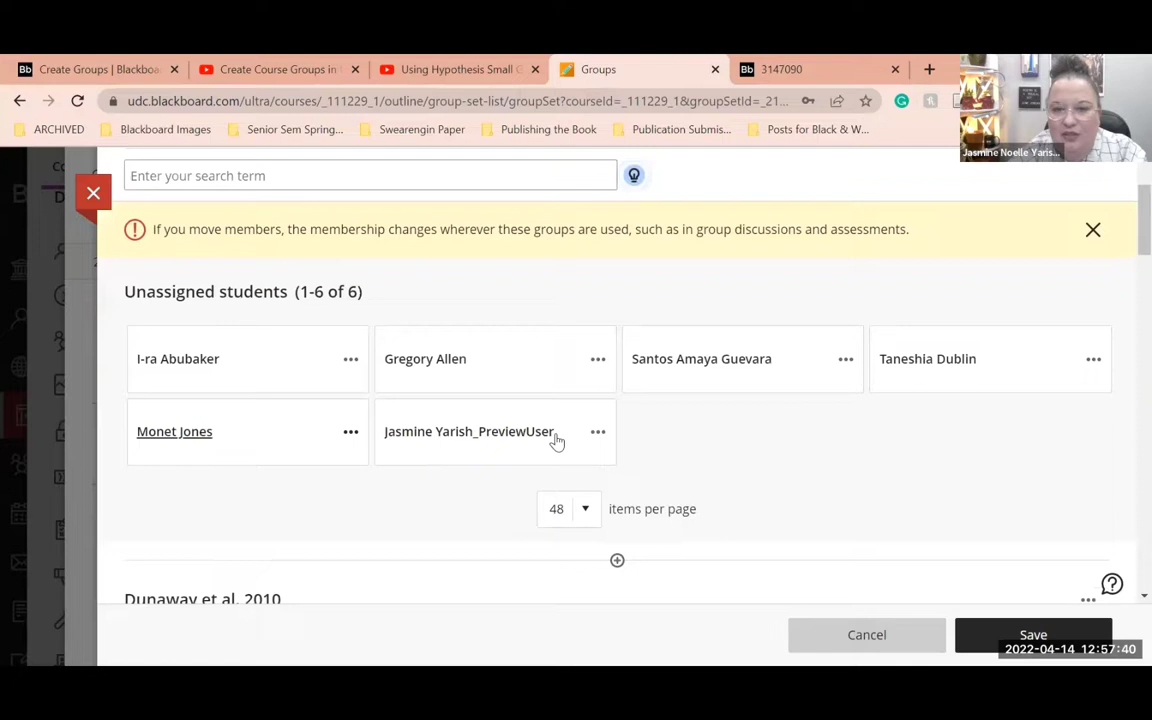 Create Groups | Blackboa
Create Course Groups in
Using Hypothesis Small G
Groups
3147090
udc.blackboard.com/ultra/courses/_111229_1/outline/group-set-list/groupSet?courseId=_111229_1&groupSetId=_21...
ARCHIVED
Blackboard Images
Senior Sem Spring...
Swearengin Paper
Publishing the Book
Publication Submis...
Posts for Black & W...
Jasmine Noelle Yaris...
Enter your search term
If you move members, the membership changes wherever these groups are used, such as in group discussions and assessments.
Unassigned students (1-6 of 6)
I-ra Abubaker
Gregory Allen
Santos Amaya Guevara
Taneshia Dublin
Monet Jones
Jasmine Yarish_PreviewUser
48 items per page
Dunaway et al. 2010
Cancel
Save
2022-04-14 12:57:40